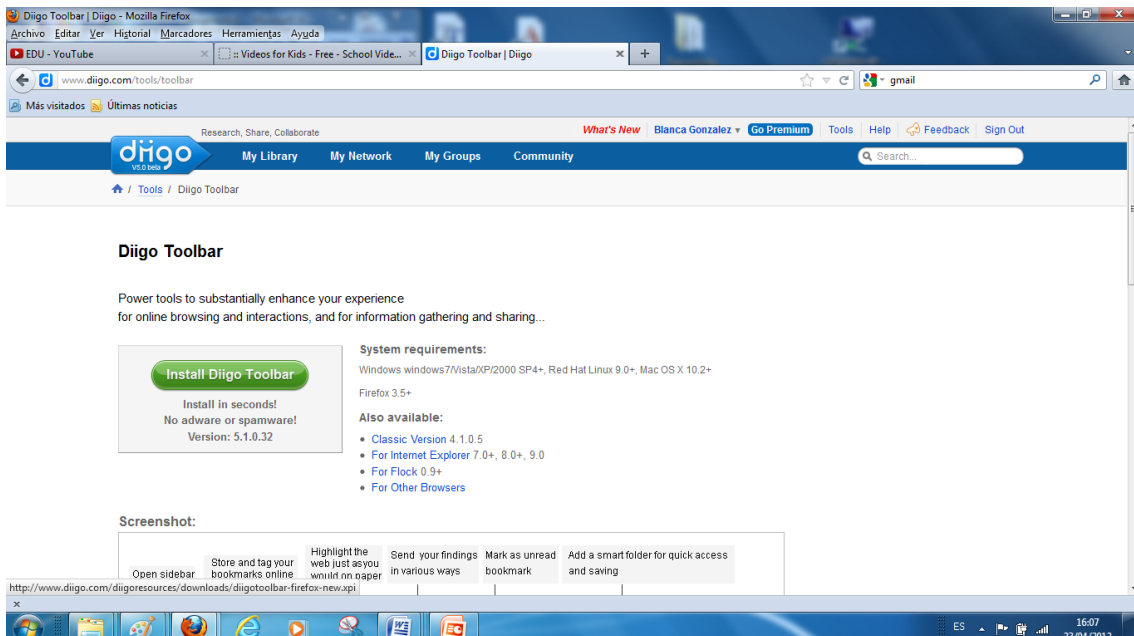 Diigo Toolbar | Diigo - Mozilla Firefox
Archivo Editar Ver Historial Marcadores Herramientas Ayuda
EDU - YouTube
:: Videos for Kids - Free - School Vide...
Diigo Toolbar | Diigo
www.diigo.com/tools/toolbar
gmail
Más visitados
Últimas noticias
Research, Share, Collaborate
What's New
Blanca Gonzalez
Go Premium
Tools
Help
Feedback
Sign Out
diigo
V5.0 beta
My Library
My Network
My Groups
Community
Search...
/ Tools / Diigo Toolbar
Diigo Toolbar
Power tools to substantially enhance your experience
for online browsing and interactions, and for information gathering and sharing...
Install Diigo Toolbar
Install in seconds!
No adware or spamware!
Version: 5.1.0.32
System requirements:
Windows windows7/Vista/XP/2000 SP4+, Red Hat Linux 9.0+, Mac OS X 10.2+
Firefox 3.5+
Also available:
• Classic Version 4.1.0.5
• For Internet Explorer 7.0+, 8.0+, 9.0
• For Flock 0.9+
• For Other Browsers
Screenshot:
Open sidebar
Store and tag your
bookmarks online
Highlight the
web just asyou
would on paper
Send your findings
in various ways
Mark as unread
bookmark
Add a smart folder for quick access
and saving
http://www.diigo.com/diigoresources/downloads/diigotoolbar-firefox-new.xpi
ES
16:07